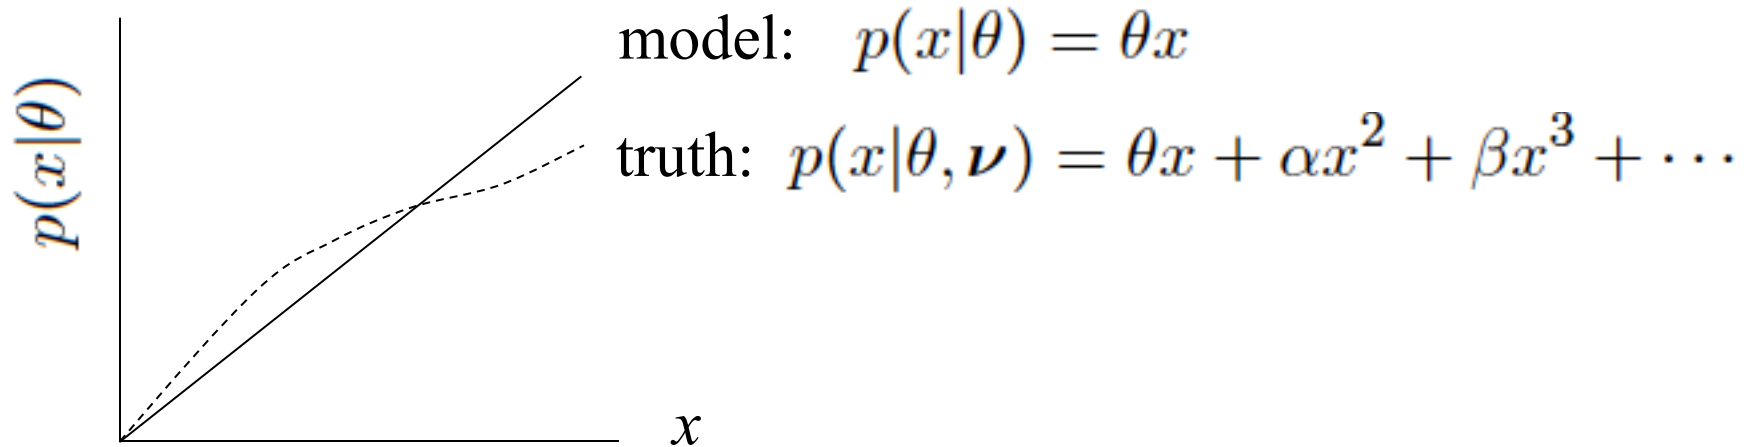 model: p(x|θ) = θx
p(x|θ)
truth: p(x|θ, ν) = θx + αx² + βx³ + ···
x